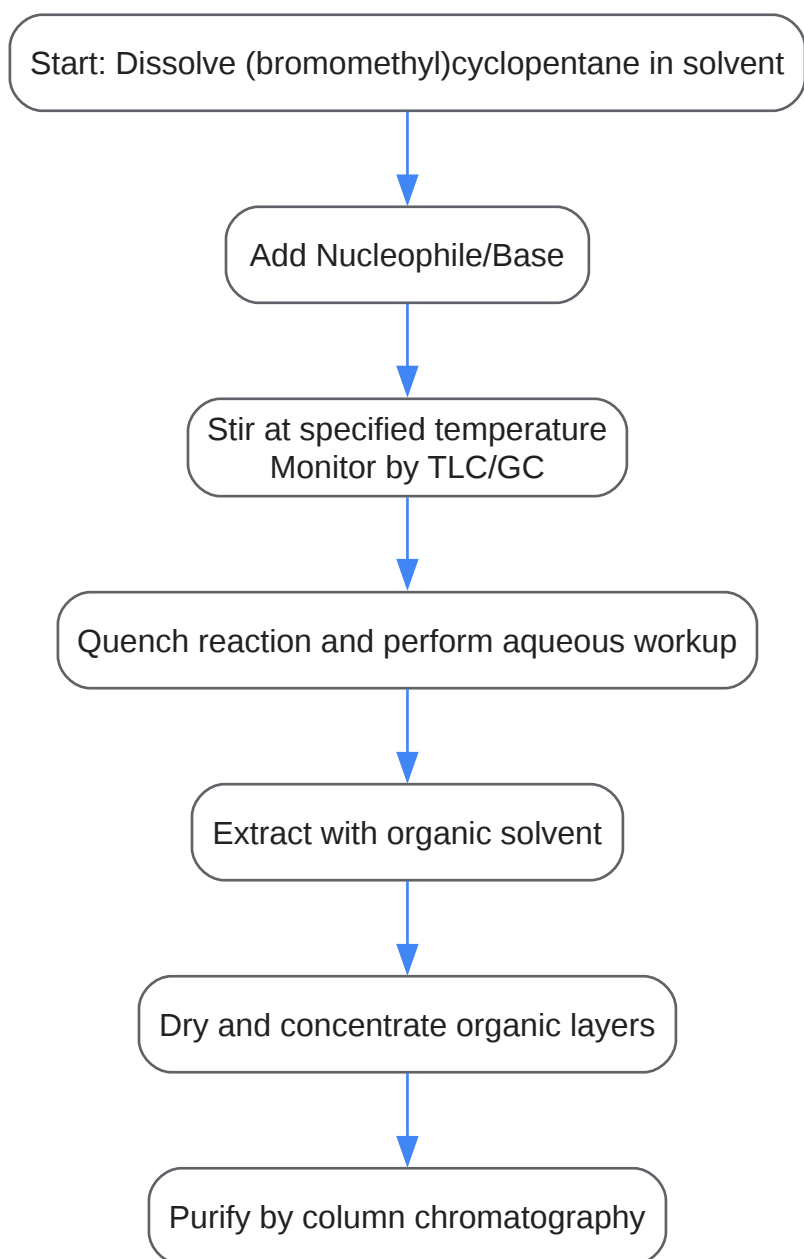 Start: Dissolve (bromomethyl)cyclopentane in solvent
Add Nucleophile/Base
Stir at specified temperature
Monitor by TLC/GC
Quench reaction and perform aqueous workup
Extract with organic solvent
Dry and concentrate organic layers
Purify by column chromatography